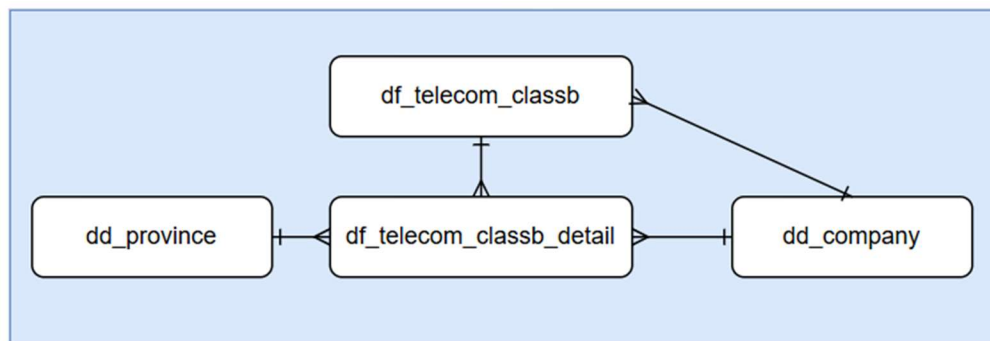 df_telecom_classb
dd_province
df_telecom_classb_detail
dd_company